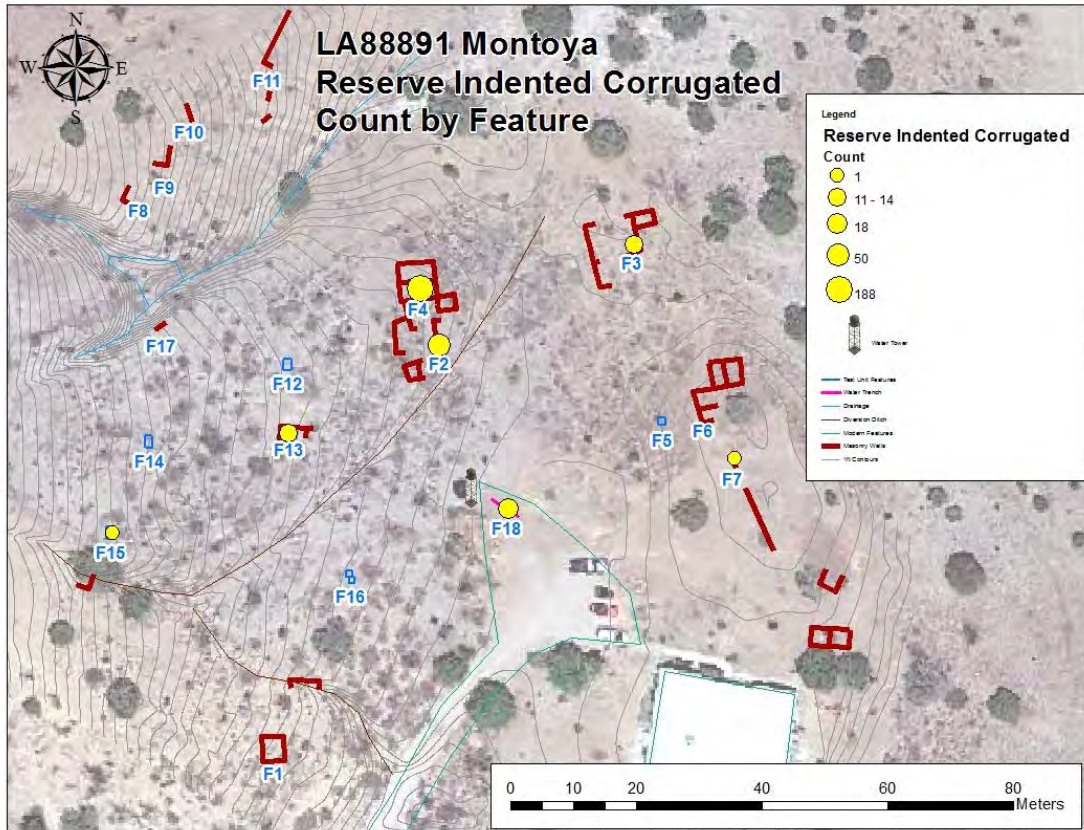 N
W E
S
LA88891 Montoya
Reserve Indented Corrugated
Count by Feature
F11
F10
F9
F8
F17
F3
F4
F2
F12
F13
F14
F5
F6
F7
F18
F15
F16
F1
Legend
Reserve Indented Corrugated
Count
1
11 - 14
18
50
188
Water Tower
Test Unit Features
Water Trench
Drainage
Diversion Ditch
Modern Features
Masonry Walls
Contours
0 10 20 40 60 80
Meters